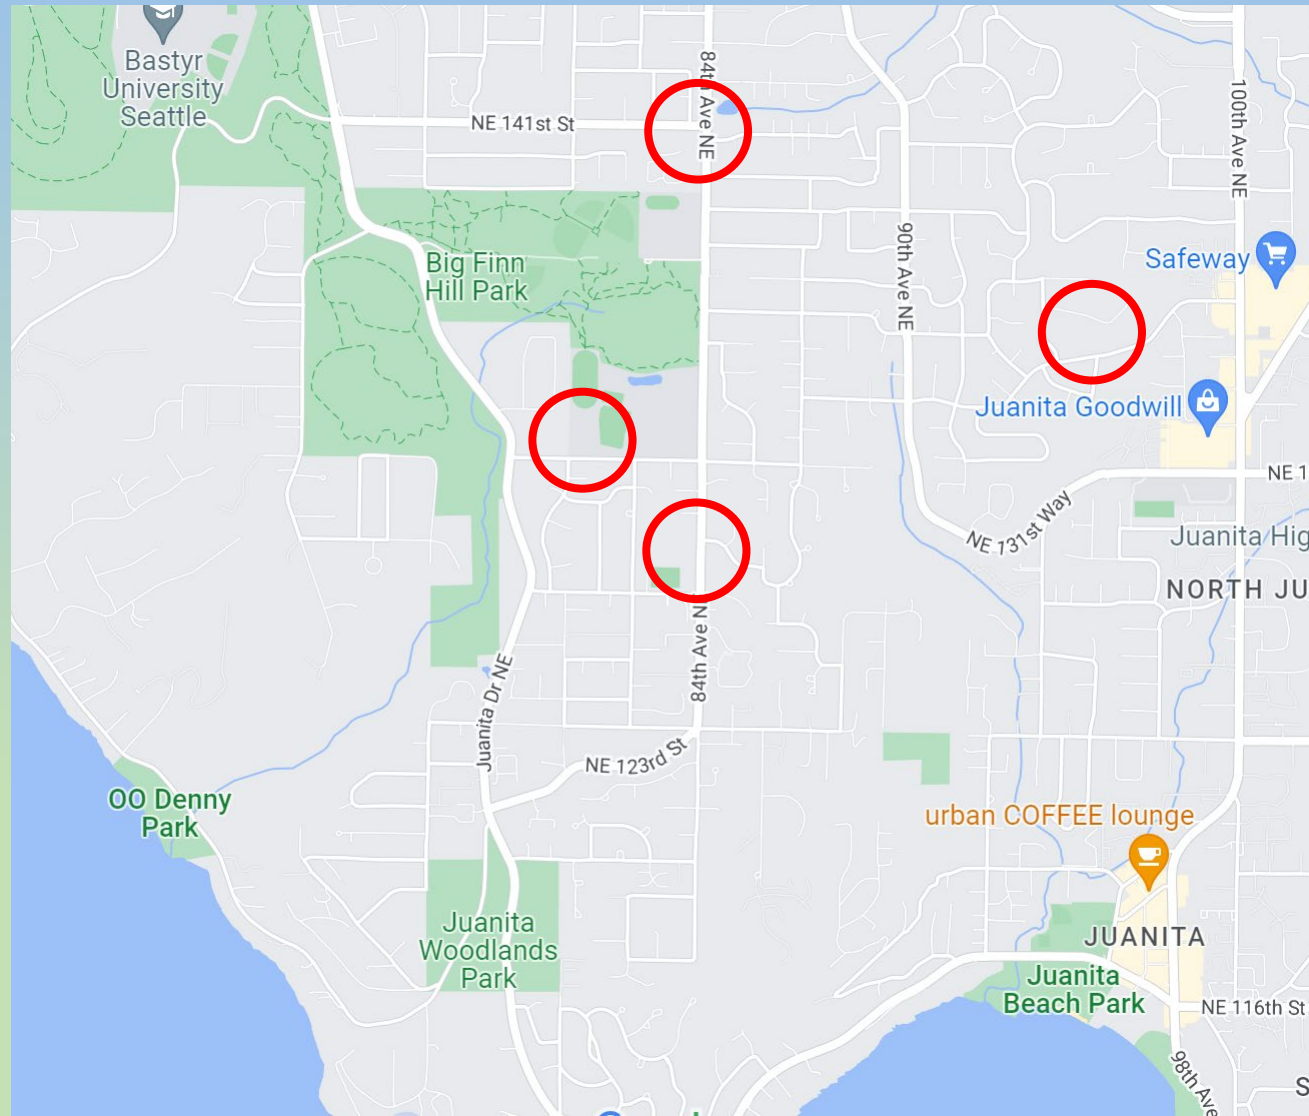 Bastyr
University
Seattle
84th Ave NE
NE 141st St
100th Ave NE
90th Ave NE
Big Finn
Hill Park
Safeway
Juanita Goodwill
NE 1
NE 131st Way
Juanita Hig
NORTH JU
84th Ave N
Juanita Dr NE
NE 123rd St
OO Denny
Park
urban COFFEE lounge
Juanita
Woodlands
Park
JUANITA
Juanita
Beach Park
NE 116th St
98th Ave
S